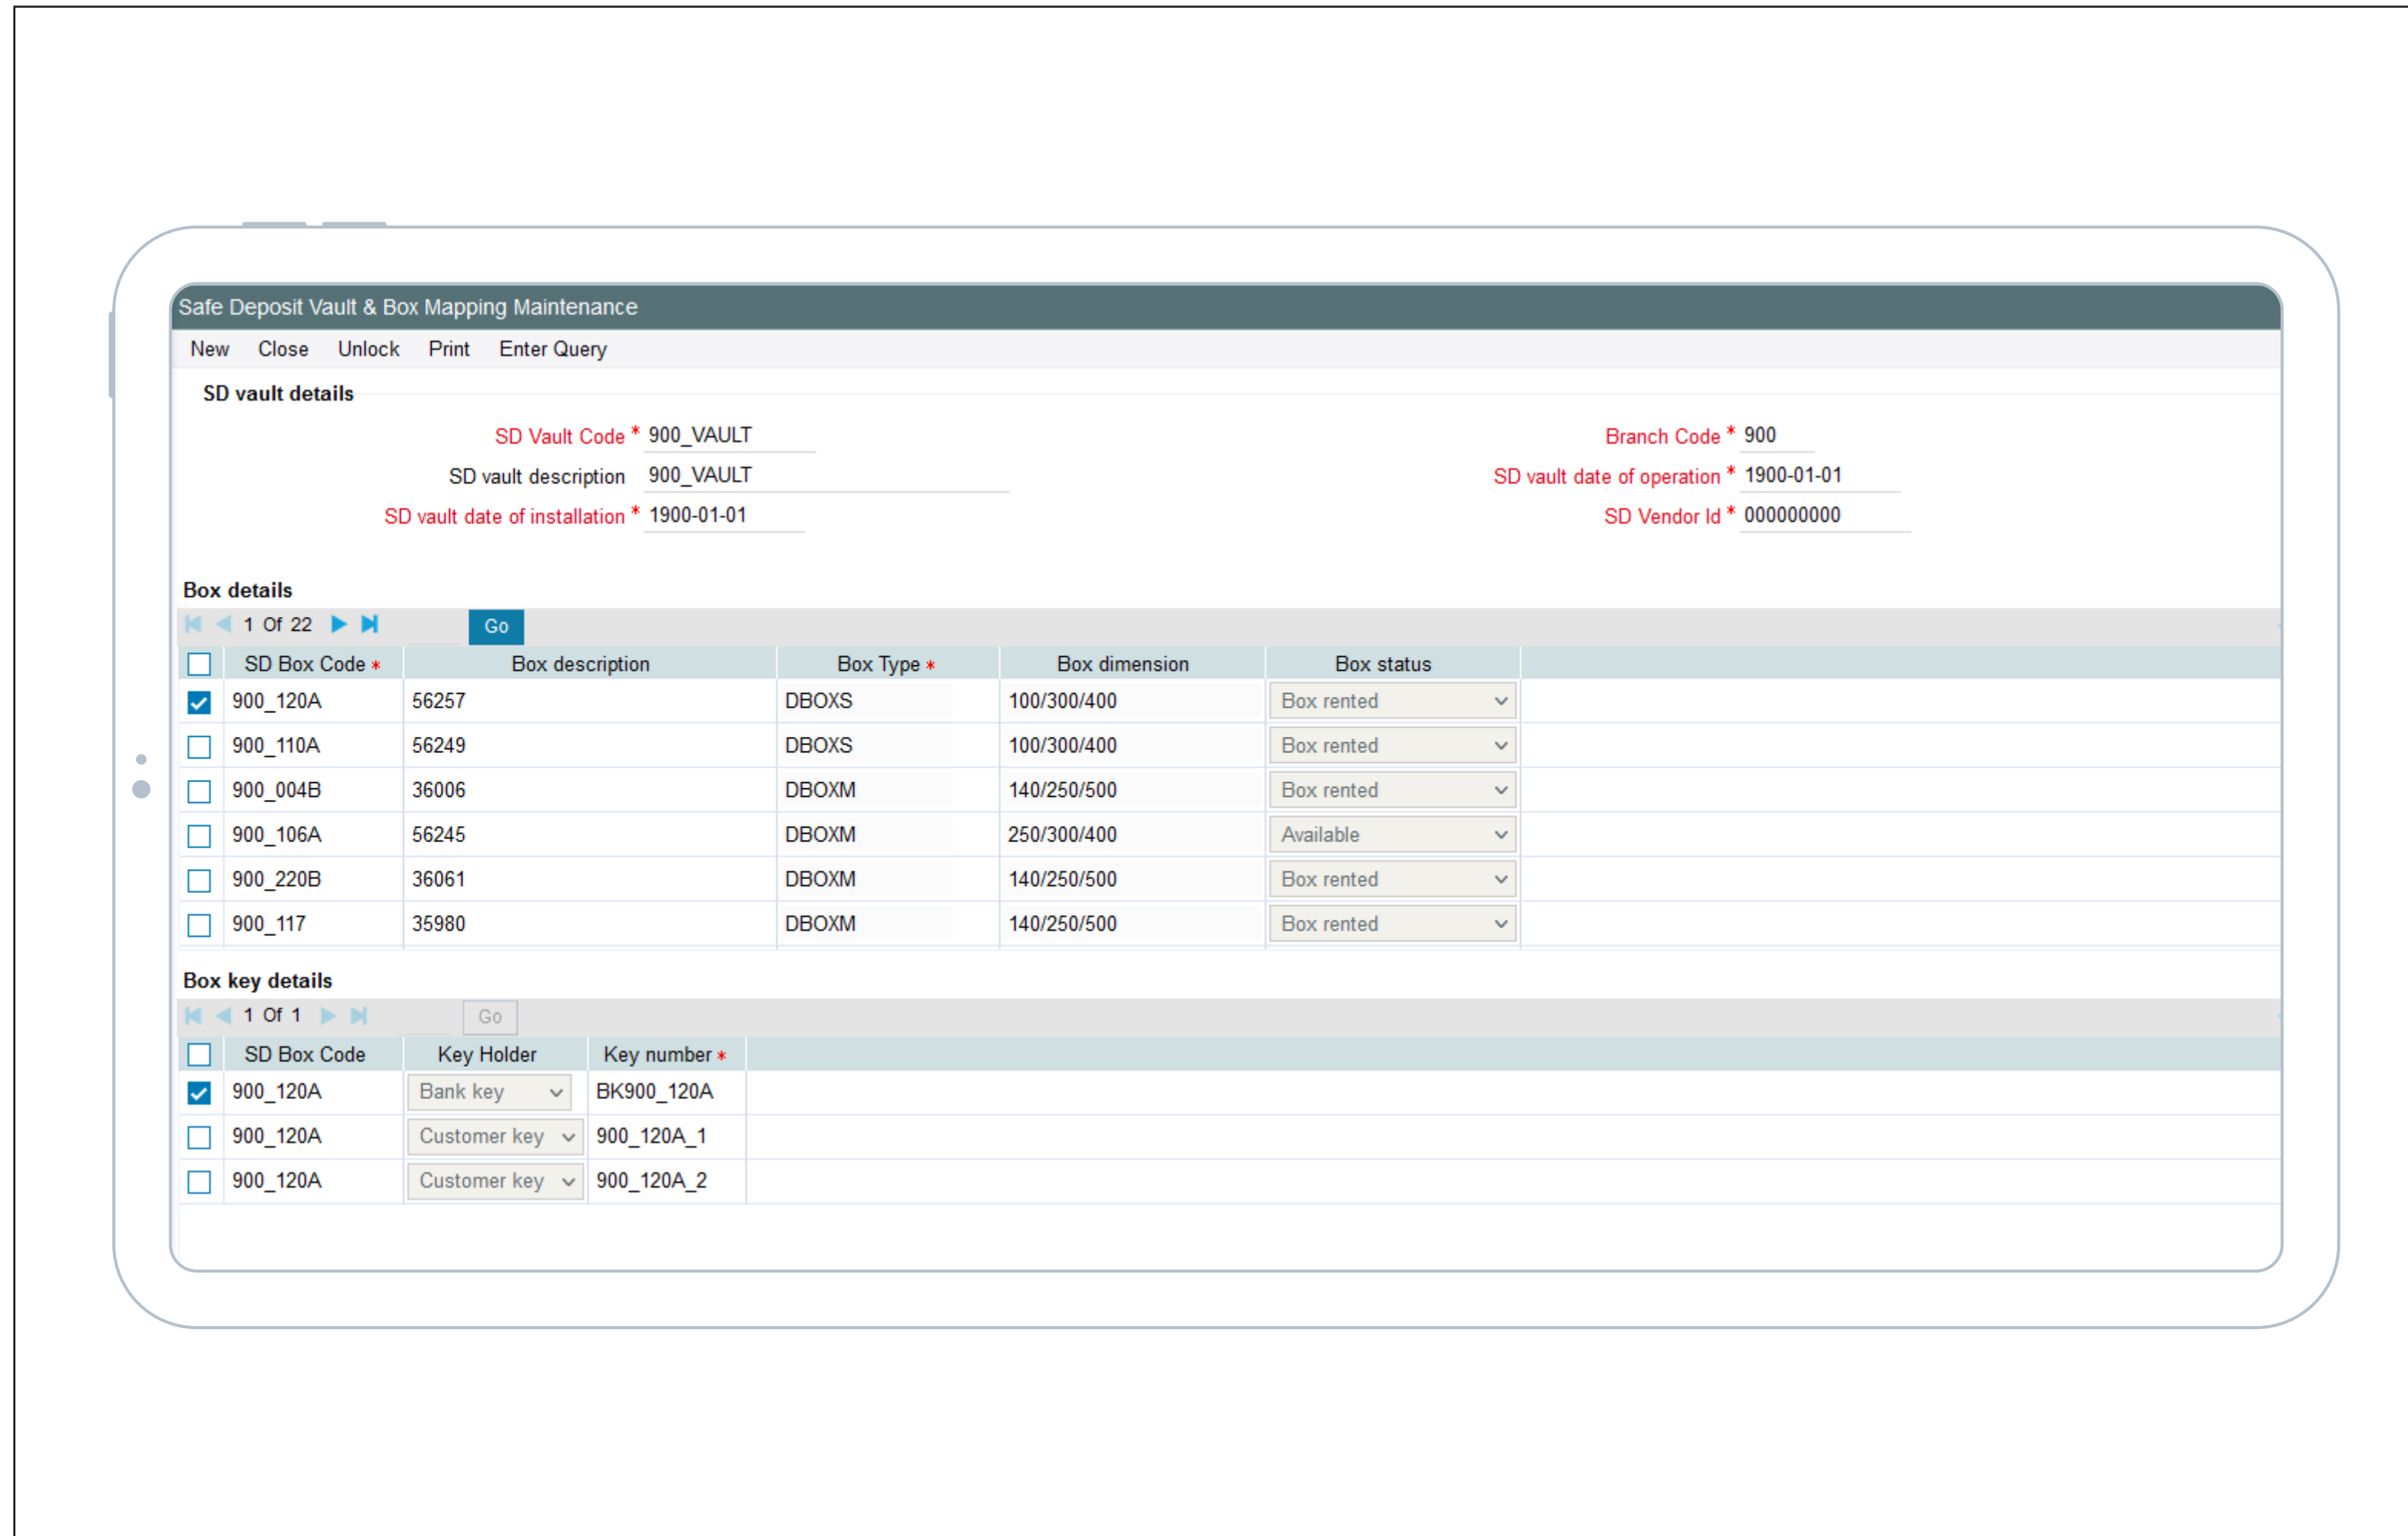 Safe Deposit Vault & Box Mapping Maintenance
New Close Unlock Print Enter Query
SD vault details
SD Vault Code * 900_VAULT Branch Code * 900
SD vault description 900_VAULT SD vault date of operation * 1900-01-01
SD vault date of installation * 1900-01-01 SD Vendor Id * 000000000
Box details
1 Of 22 Go
SD Box Code * Box description Box Type * Box dimension Box status
900_120A 56257 DBOXS 100/300/400 Box rented
900_110A 56249 DBOXS 100/300/400 Box rented
900_004B 36006 DBOXM 140/250/500 Box rented
900_106A 56245 DBOXM 250/300/400 Available
900_220B 36061 DBOXM 140/250/500 Box rented
900_117 35980 DBOXM 140/250/500 Box rented
Box key details
1 Of 1 Go
SD Box Code Key Holder Key number *
900_120A Bank key BK900_120A
900_120A Customer key 900_120A_1
900_120A Customer key 900_120A_2